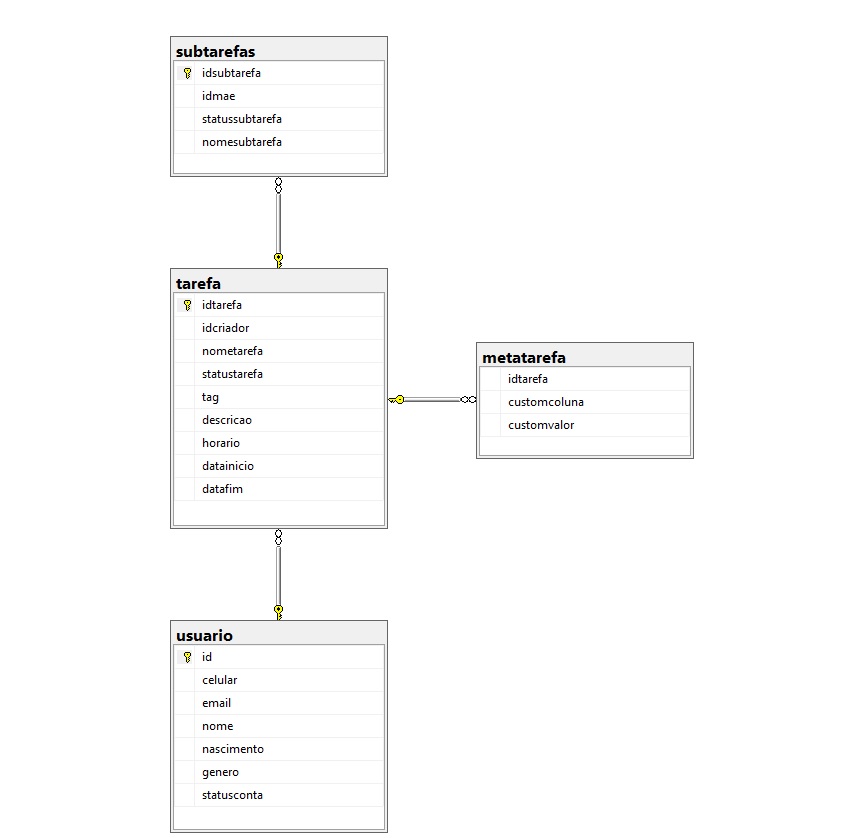 subtarefas
idsubtarefa
idmae
statussubtarefa
nomesubtarefa
tarefa
idtarefa
idcriador
nometarefa
statustarefa
tag
descricao
horario
datainicio
datafim
metatarefa
idtarefa
customcoluna
customvalor
usuario
id
celular
email
nome
nascimento
genero
statusconta